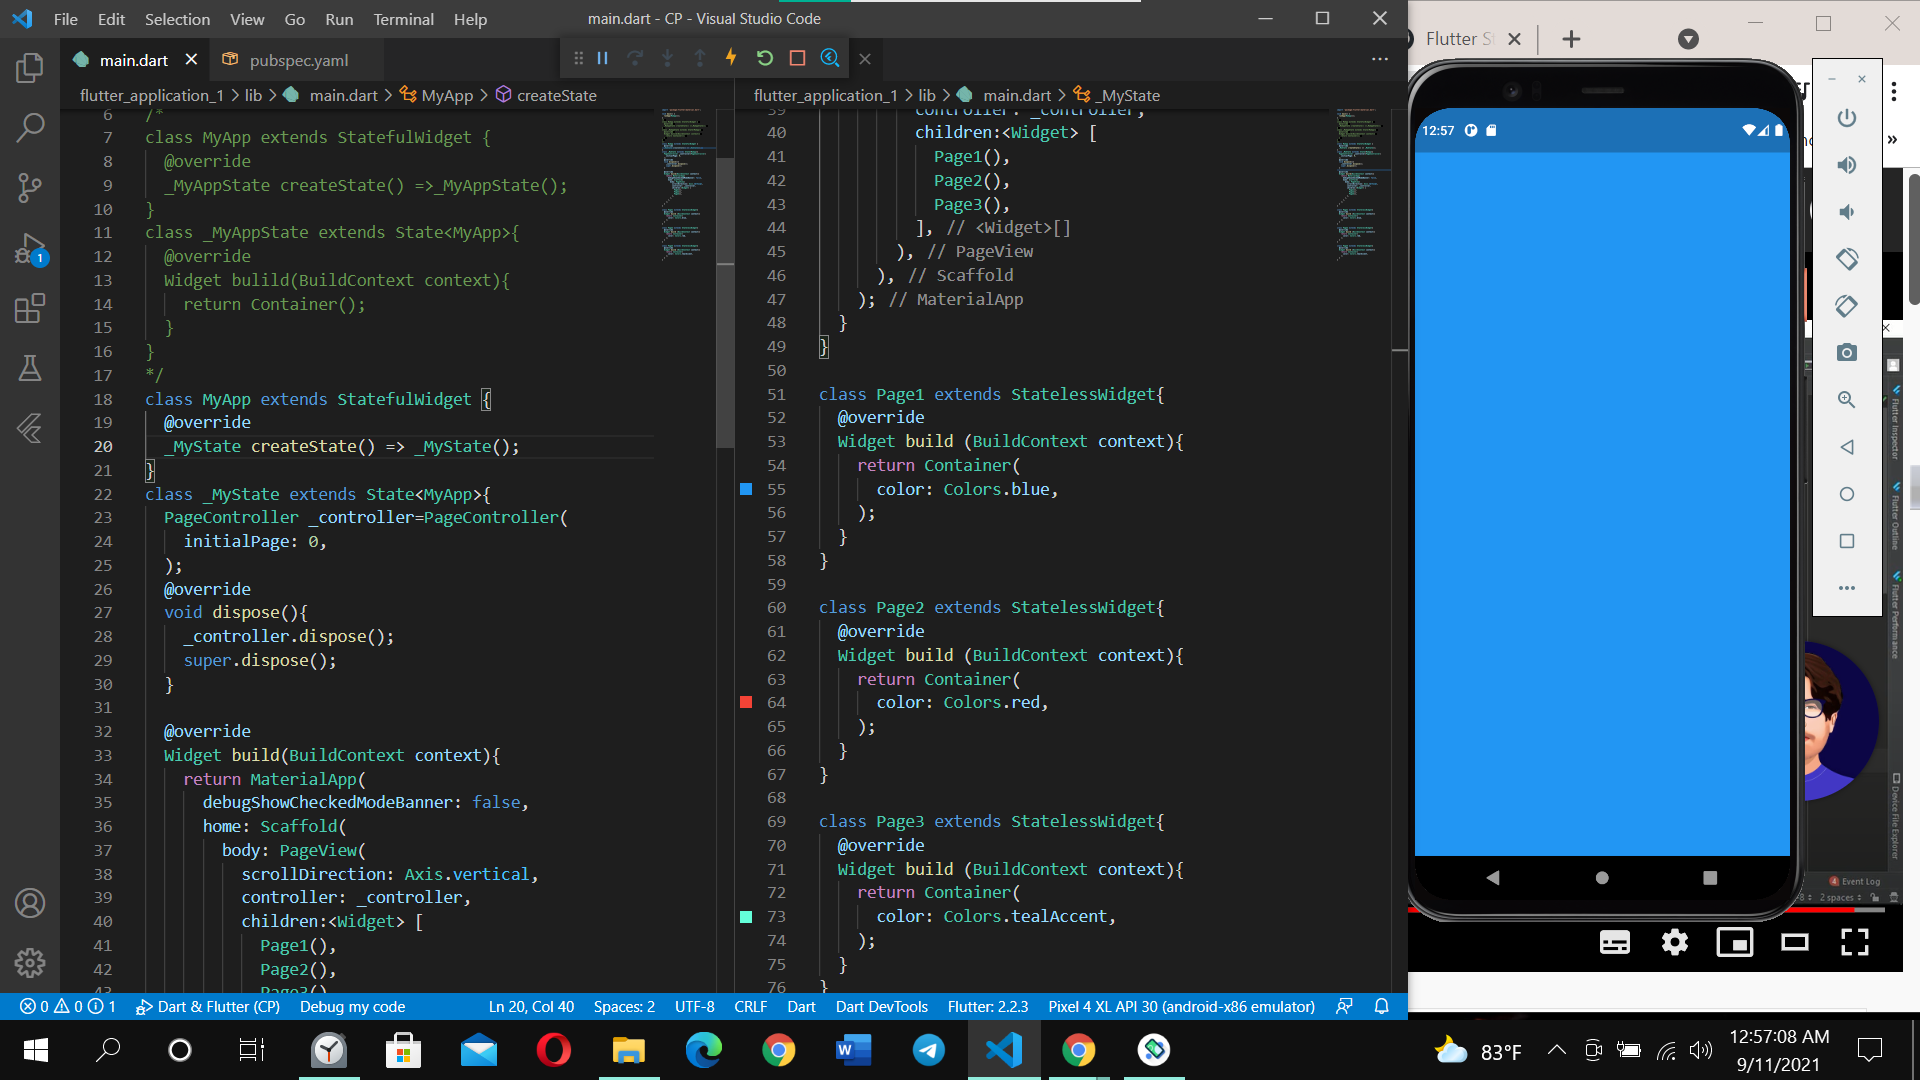 File Edit Selection View Go Run Terminal Help
main.dart - CP - Visual Studio Code
main.dart
pubspec.yaml
flutter_application_1 > lib > main.dart > MyApp > createState
6 /*
7 class MyApp extends StatefulWidget {
8 @override
9 _MyAppState createState() =>_MyAppState();
10 }
11 class _MyAppState extends State<MyApp>{
12 @override
13 Widget bulild(BuildContext context){
14 return Container();
15 }
16 }
17 */
18 class MyApp extends StatefulWidget {
19 @override
20 _MyState createState() => _MyState();
21 }
22 class _MyState extends State<MyApp>{
23 PageController _controller=PageController(
24 initialPage: 0,
25 );
26 @override
27 void dispose(){
28 _controller.dispose();
29 super.dispose();
30 }
31
32 @override
33 Widget build(BuildContext context){
34 return MaterialApp(
35 debugShowCheckedModeBanner: false,
36 home: Scaffold(
37 body: PageView(
38 scrollDirection: Axis.vertical,
39 controller: _controller,
40 children:<Widget> [
41 Page1(),
42 Page2(),
43 Page3(),
flutter_application_1 > lib > main.dart > _MyState
39 controller: _controller,
40 children:<Widget> [
41 Page1(),
42 Page2(),
43 Page3(),
44 ], // <Widget>[]
45 ), // PageView
46 ), // Scaffold
47 ); // MaterialApp
48 }
49 }
50
51 class Page1 extends StatelessWidget{
52 @override
53 Widget build (BuildContext context){
54 return Container(
55 color: Colors.blue,
56 );
57 }
58 }
59
60 class Page2 extends StatelessWidget{
61 @override
62 Widget build (BuildContext context){
63 return Container(
64 color: Colors.red,
65 );
66 }
67 }
68
69 class Page3 extends StatelessWidget{
70 @override
71 Widget build (BuildContext context){
72 return Container(
73 color: Colors.tealAccent,
74 );
75 }
76 }
1
0 0 1 Dart & Flutter (CP) Debug my code
Ln 20, Col 40 Spaces: 2 UTF-8 CRLF Dart Dart DevTools Flutter: 2.2.3 Pixel 4 XL API 30 (android-x86 emulator)
Flutter S
12:57
Flutter Inspector
Flutter Outline
Flutter Performance
Device File Explorer
4 Event Log
2 spaces
83°F
12:57:08 AM
9/11/2021